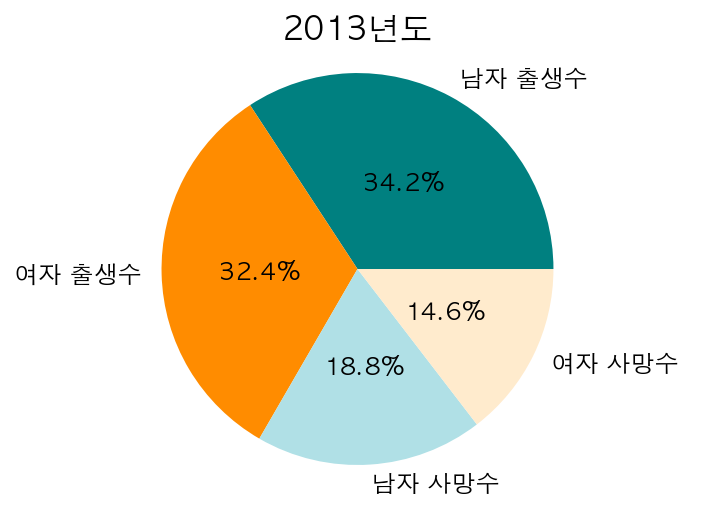 2013년도
남자 출생수
34.2%
여자 출생수
32.4%
14.6%
18.8%
여자 사망수
남자 사망수